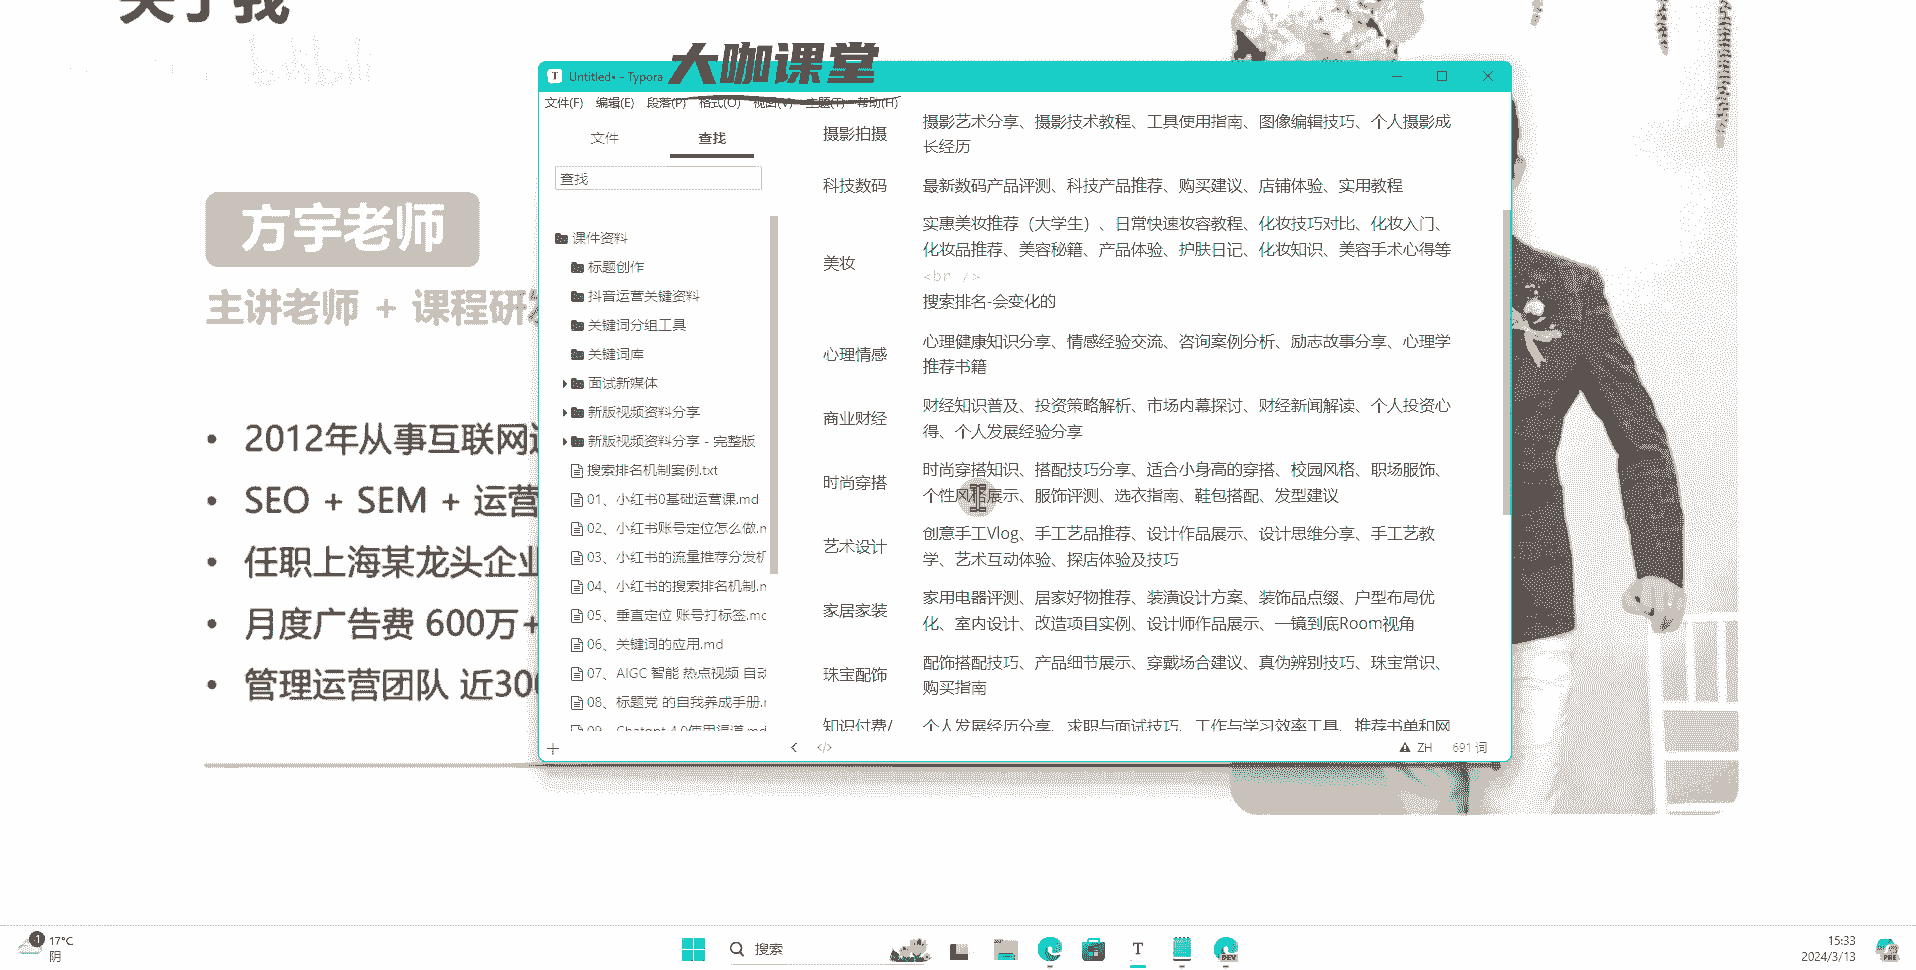 关于我
bilibili
方宇老师
主讲老师 + 课程研发
2012年从事互联网
SEO + SEM + 运营
任职上海某龙头企业
月度广告费 600万+
管理运营团队 近300
大咖课堂
Untitled• - Typora
文件(F) 编辑(E) 段落(P) 格式(O) 视图(V) 主题(T) 帮助(H)
文件 查找
查找
课件资料
标题创作
抖音运营关键资料
关键词分组工具
关键词库
面试新媒体
新版视频资料分享
新版视频资料分享 - 完整版
搜索排名机制案例.txt
01、小红书0基础运营课.md
02、小红书账号定位怎么做.m
03、小红书的流量推荐分发机
04、小红书的搜索排名机制.m
05、垂直定位 账号打标签.mc
06、关键词的应用.md
07、AIGC 智能 热点视频 自动
08、标题党 的自我养成手册.m
09、Chatgpt 4.0使用渠道.md
摄影拍摄
摄影艺术分享、摄影技术教程、工具使用指南、图像编辑技巧、个人摄影成
长经历
科技数码
最新数码产品评测、科技产品推荐、购买建议、店铺体验、实用教程
美妆
实惠美妆推荐（大学生）、日常快速妆容教程、化妆技巧对比、化妆入门、
化妆品推荐、美容秘籍、产品体验、护肤日记、化妆知识、美容手术心得等
<br />
搜索排名-会变化的
心理情感
心理健康知识分享、情感经验交流、咨询案例分析、励志故事分享、心理学
推荐书籍
商业财经
财经知识普及、投资策略解析、市场内幕探讨、财经新闻解读、个人投资心
得、个人发展经验分享
时尚穿搭
时尚穿搭知识、搭配技巧分享、适合小身高的穿搭、校园风格、职场服饰、
个性风格展示、服饰评测、选衣指南、鞋包搭配、发型建议
艺术设计
创意手工Vlog、手工艺品推荐、设计作品展示、设计思维分享、手工艺教
学、艺术互动体验、探店体验及技巧
家居家装
家用电器评测、居家好物推荐、装潢设计方案、装饰品点缀、户型布局优
化、室内设计、改造项目实例、设计师作品展示、一镜到底Room视角
珠宝配饰
配饰搭配技巧、产品细节展示、穿戴场合建议、真伪辨别技巧、珠宝常识、
购买指南
知识付费/
个人发展经历分享、求职与面试技巧、工作与学习效率工具、推荐书单和网
ZH 691 词
1
17°C
阴
搜索
T
DEV
15:33
2024/3/13
PRE